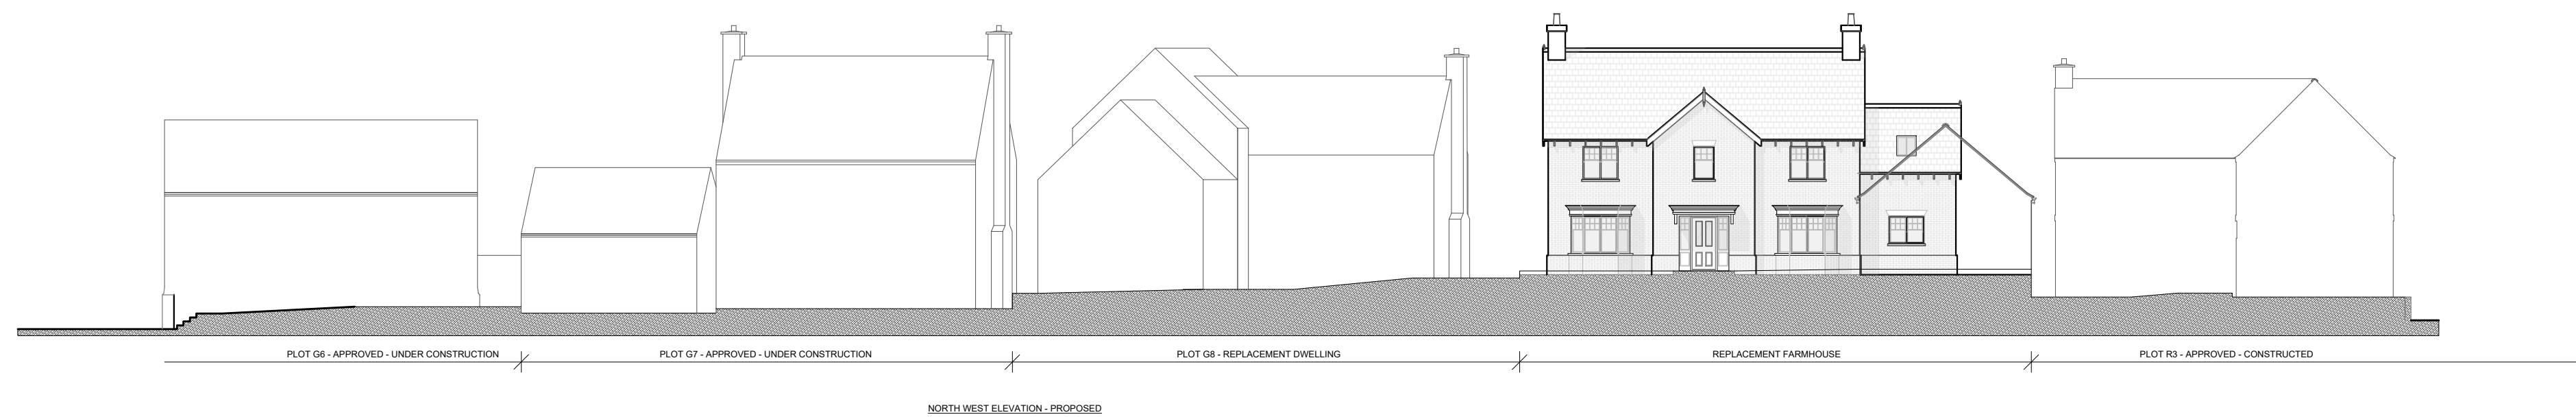 PLOT G6 - APPROVED - UNDER CONSTRUCTION
PLOT G7 - APPROVED - UNDER CONSTRUCTION
PLOT G8 - REPLACEMENT DWELLING
REPLACEMENT FARMHOUSE
PLOT R3 - APPROVED - CONSTRUCTED
NORTH WEST ELEVATION - PROPOSED